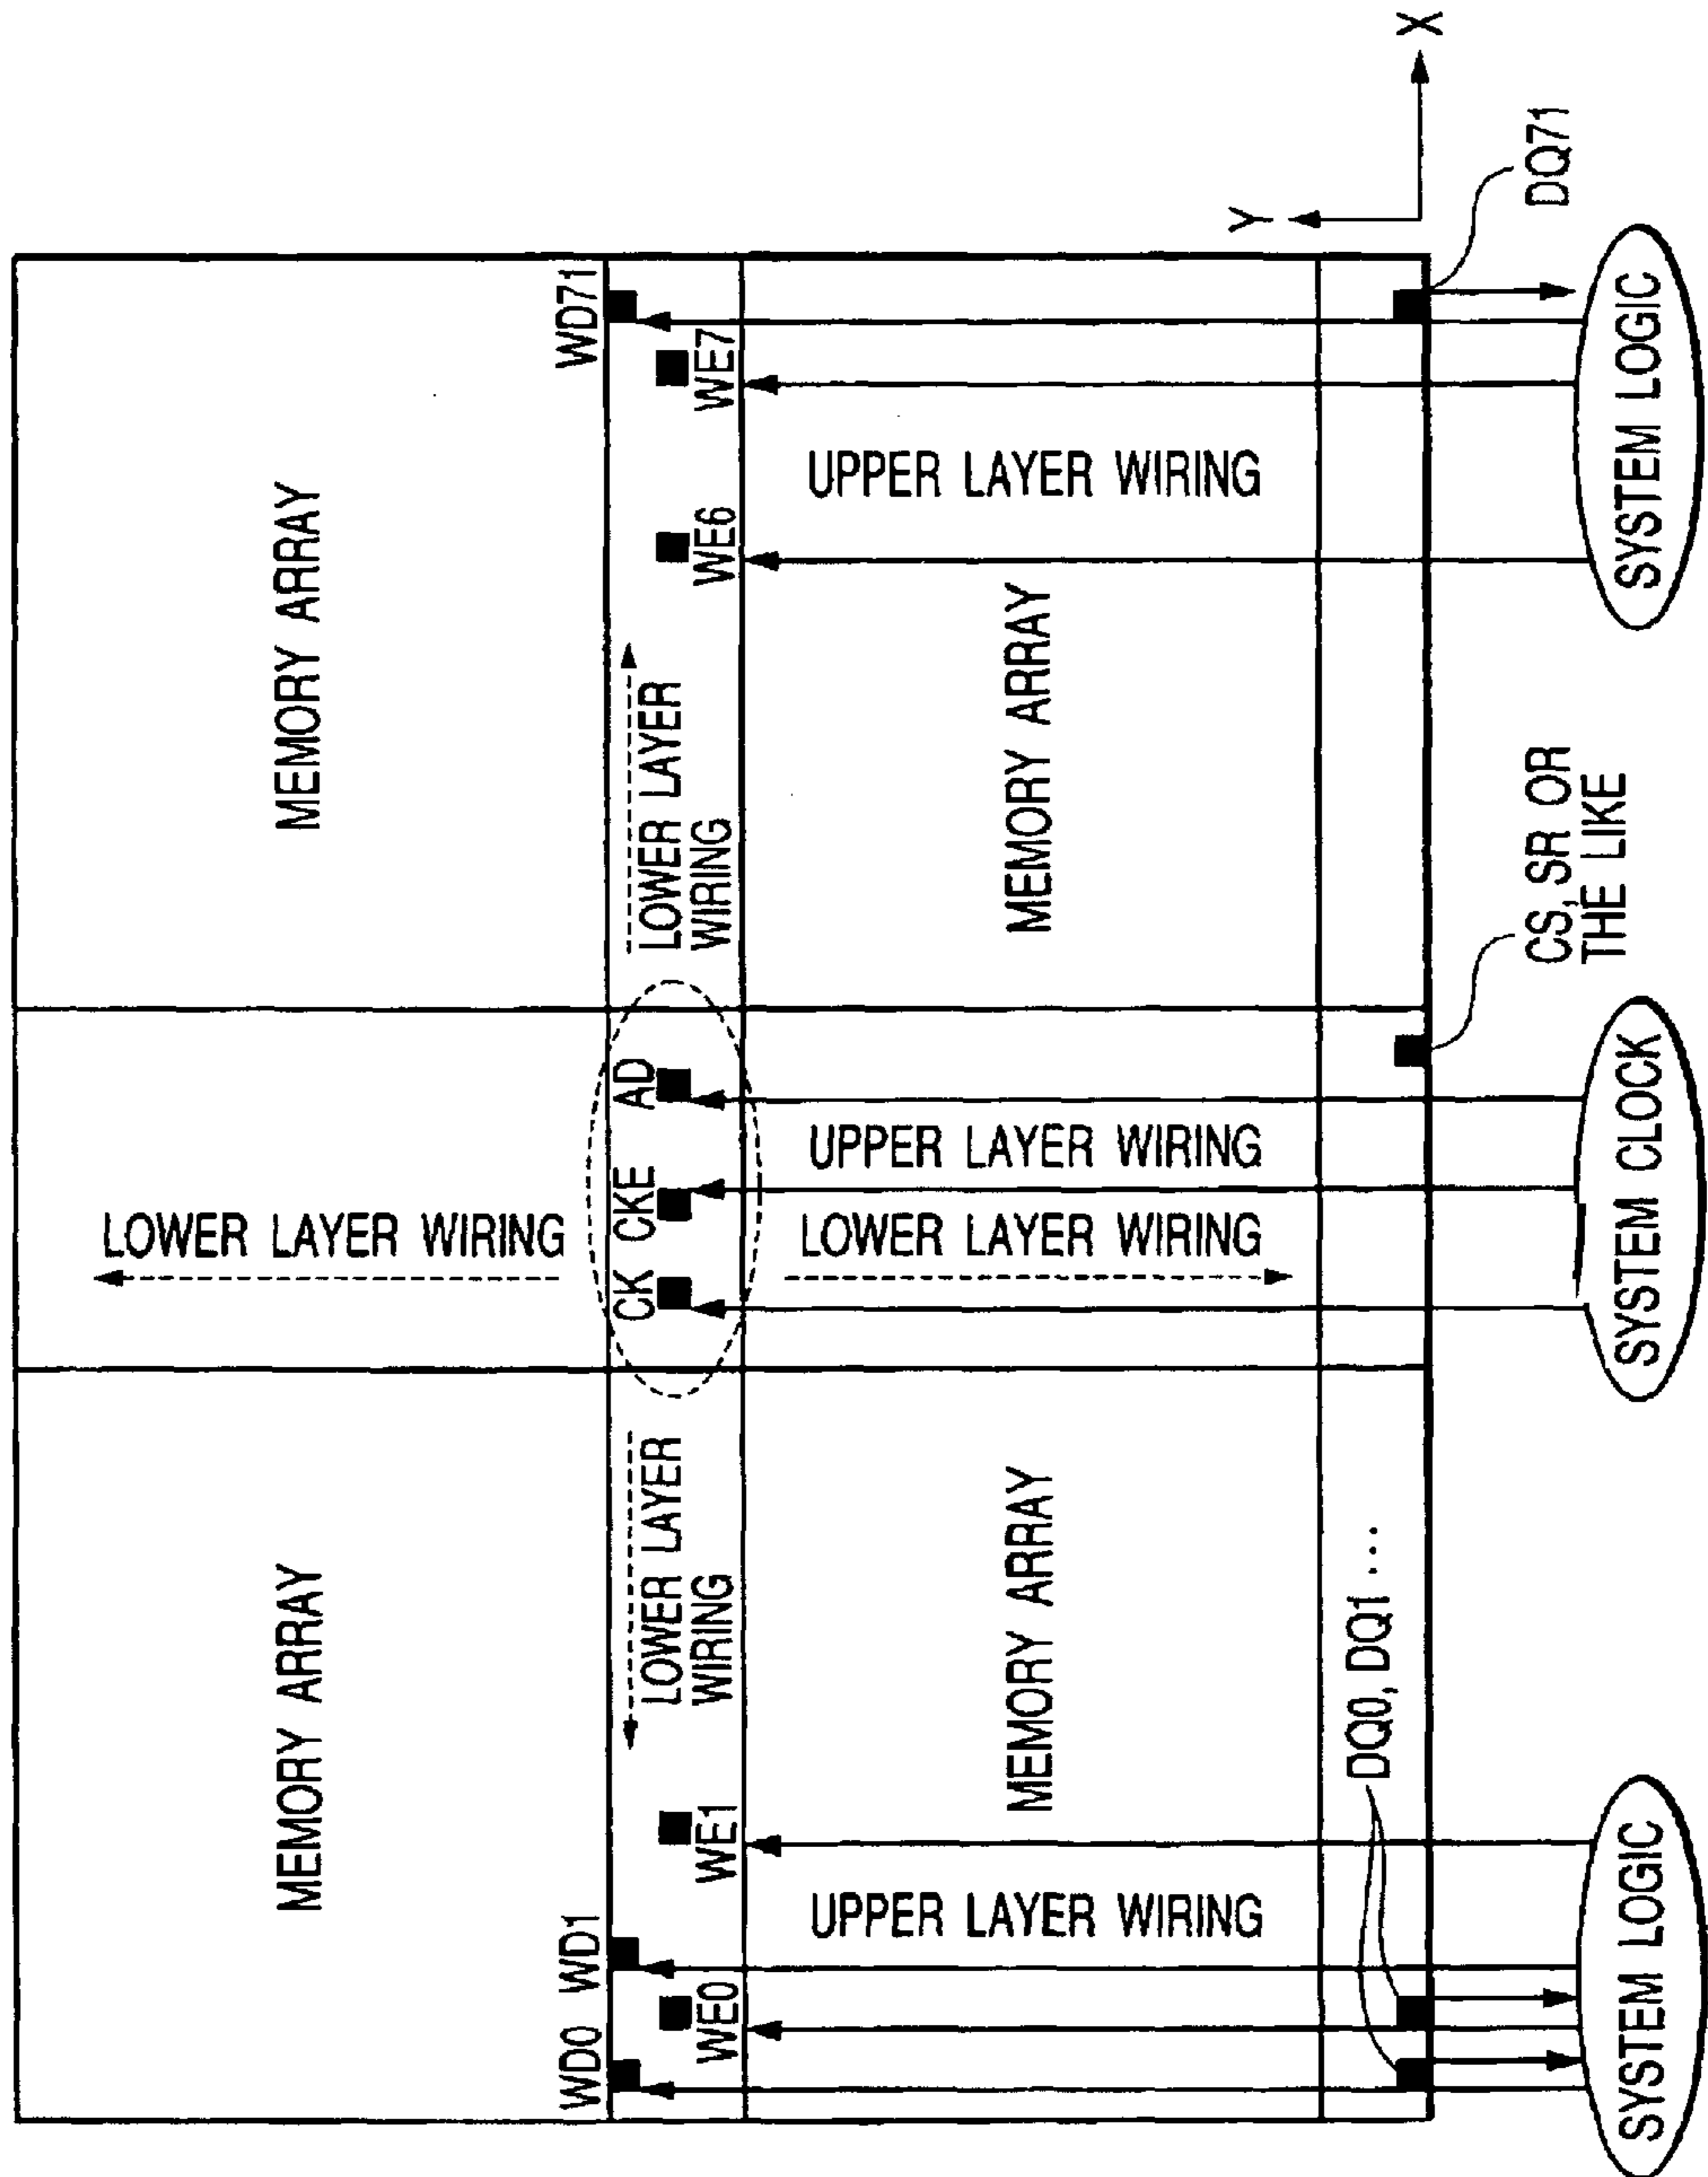 MEMORY ARRAY
MEMORY ARRAY
LOWER LAYER WIRING
WD0
WD1
WE0
WE1
LOWER LAYER
WIRING
CK
CKE
AD
LOWER LAYER
WIRING
WE6
WE7
WD71
UPPER LAYER WIRING
MEMORY ARRAY
LOWER LAYER WIRING
UPPER LAYER WIRING
MEMORY ARRAY
UPPER LAYER WIRING
DQ0, DQ1 ...
Y
X
DQ71
CS, SR OR
THE LIKE
SYSTEM LOGIC
SYSTEM CLOCK
SYSTEM LOGIC